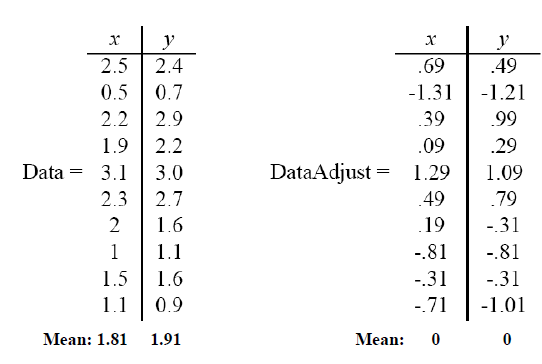 x y x y
2.5 2.4 .69 .49
0.5 0.7 -1.31 -1.21
2.2 2.9 .39 .99
1.9 2.2 .09 .29
Data = 3.1 3.0 DataAdjust = 1.29 1.09
2.3 2.7 .49 .79
2 1.6 .19 -.31
1 1.1 -.81 -.81
1.5 1.6 -.31 -.31
1.1 0.9 -.71 -1.01
Mean: 1.81 1.91 Mean: 0 0